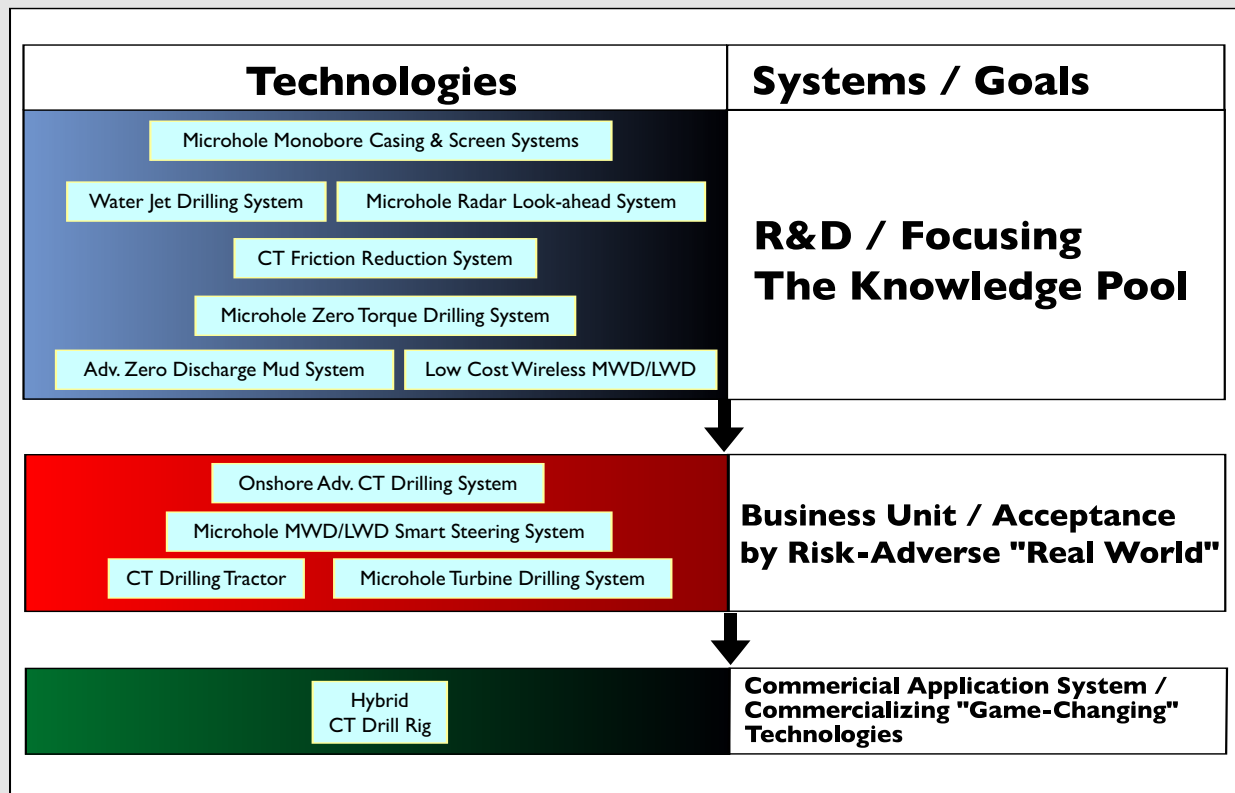 Technologies
Systems / Goals
Microhole Monobore Casing & Screen Systems
Water Jet Drilling System
Microhole Radar Look-ahead System
CT Friction Reduction System
Microhole Zero Torque Drilling System
Adv. Zero Discharge Mud System
Low Cost Wireless MWD/LWD
R&D / Focusing
The Knowledge Pool
Onshore Adv. CT Drilling System
Microhole MWD/LWD Smart Steering System
CT Drilling Tractor
Microhole Turbine Drilling System
Business Unit / Acceptance
by Risk-Adverse "Real World"
Hybrid
CT Drill Rig
Commericial Application System /
Commercializing "Game-Changing"
Technologies